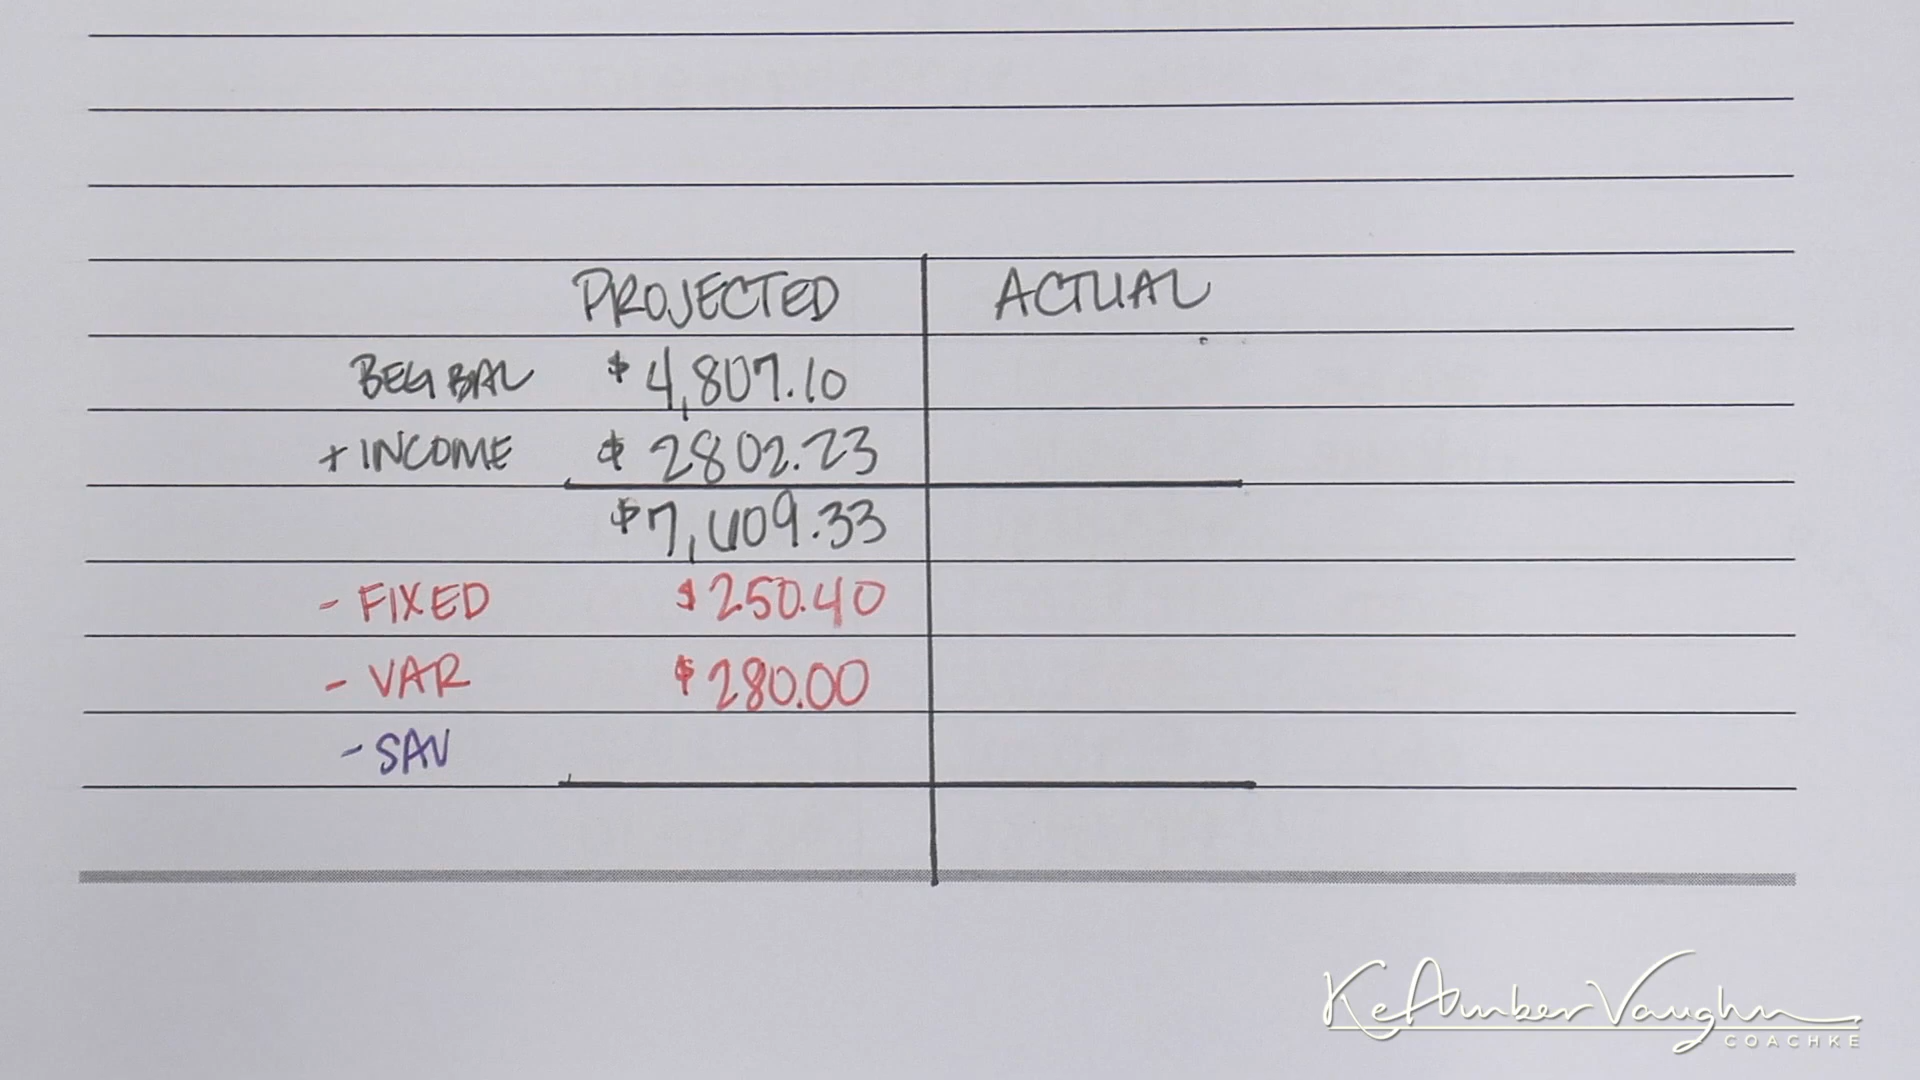 PROJECTED ACTUAL
BEG BAL $4,807.10
+ INCOME $2802.23
$7,609.33
- FIXED $250.40
- VAR $280.00
- SAV
KeAmber Vaughn
COACHKE